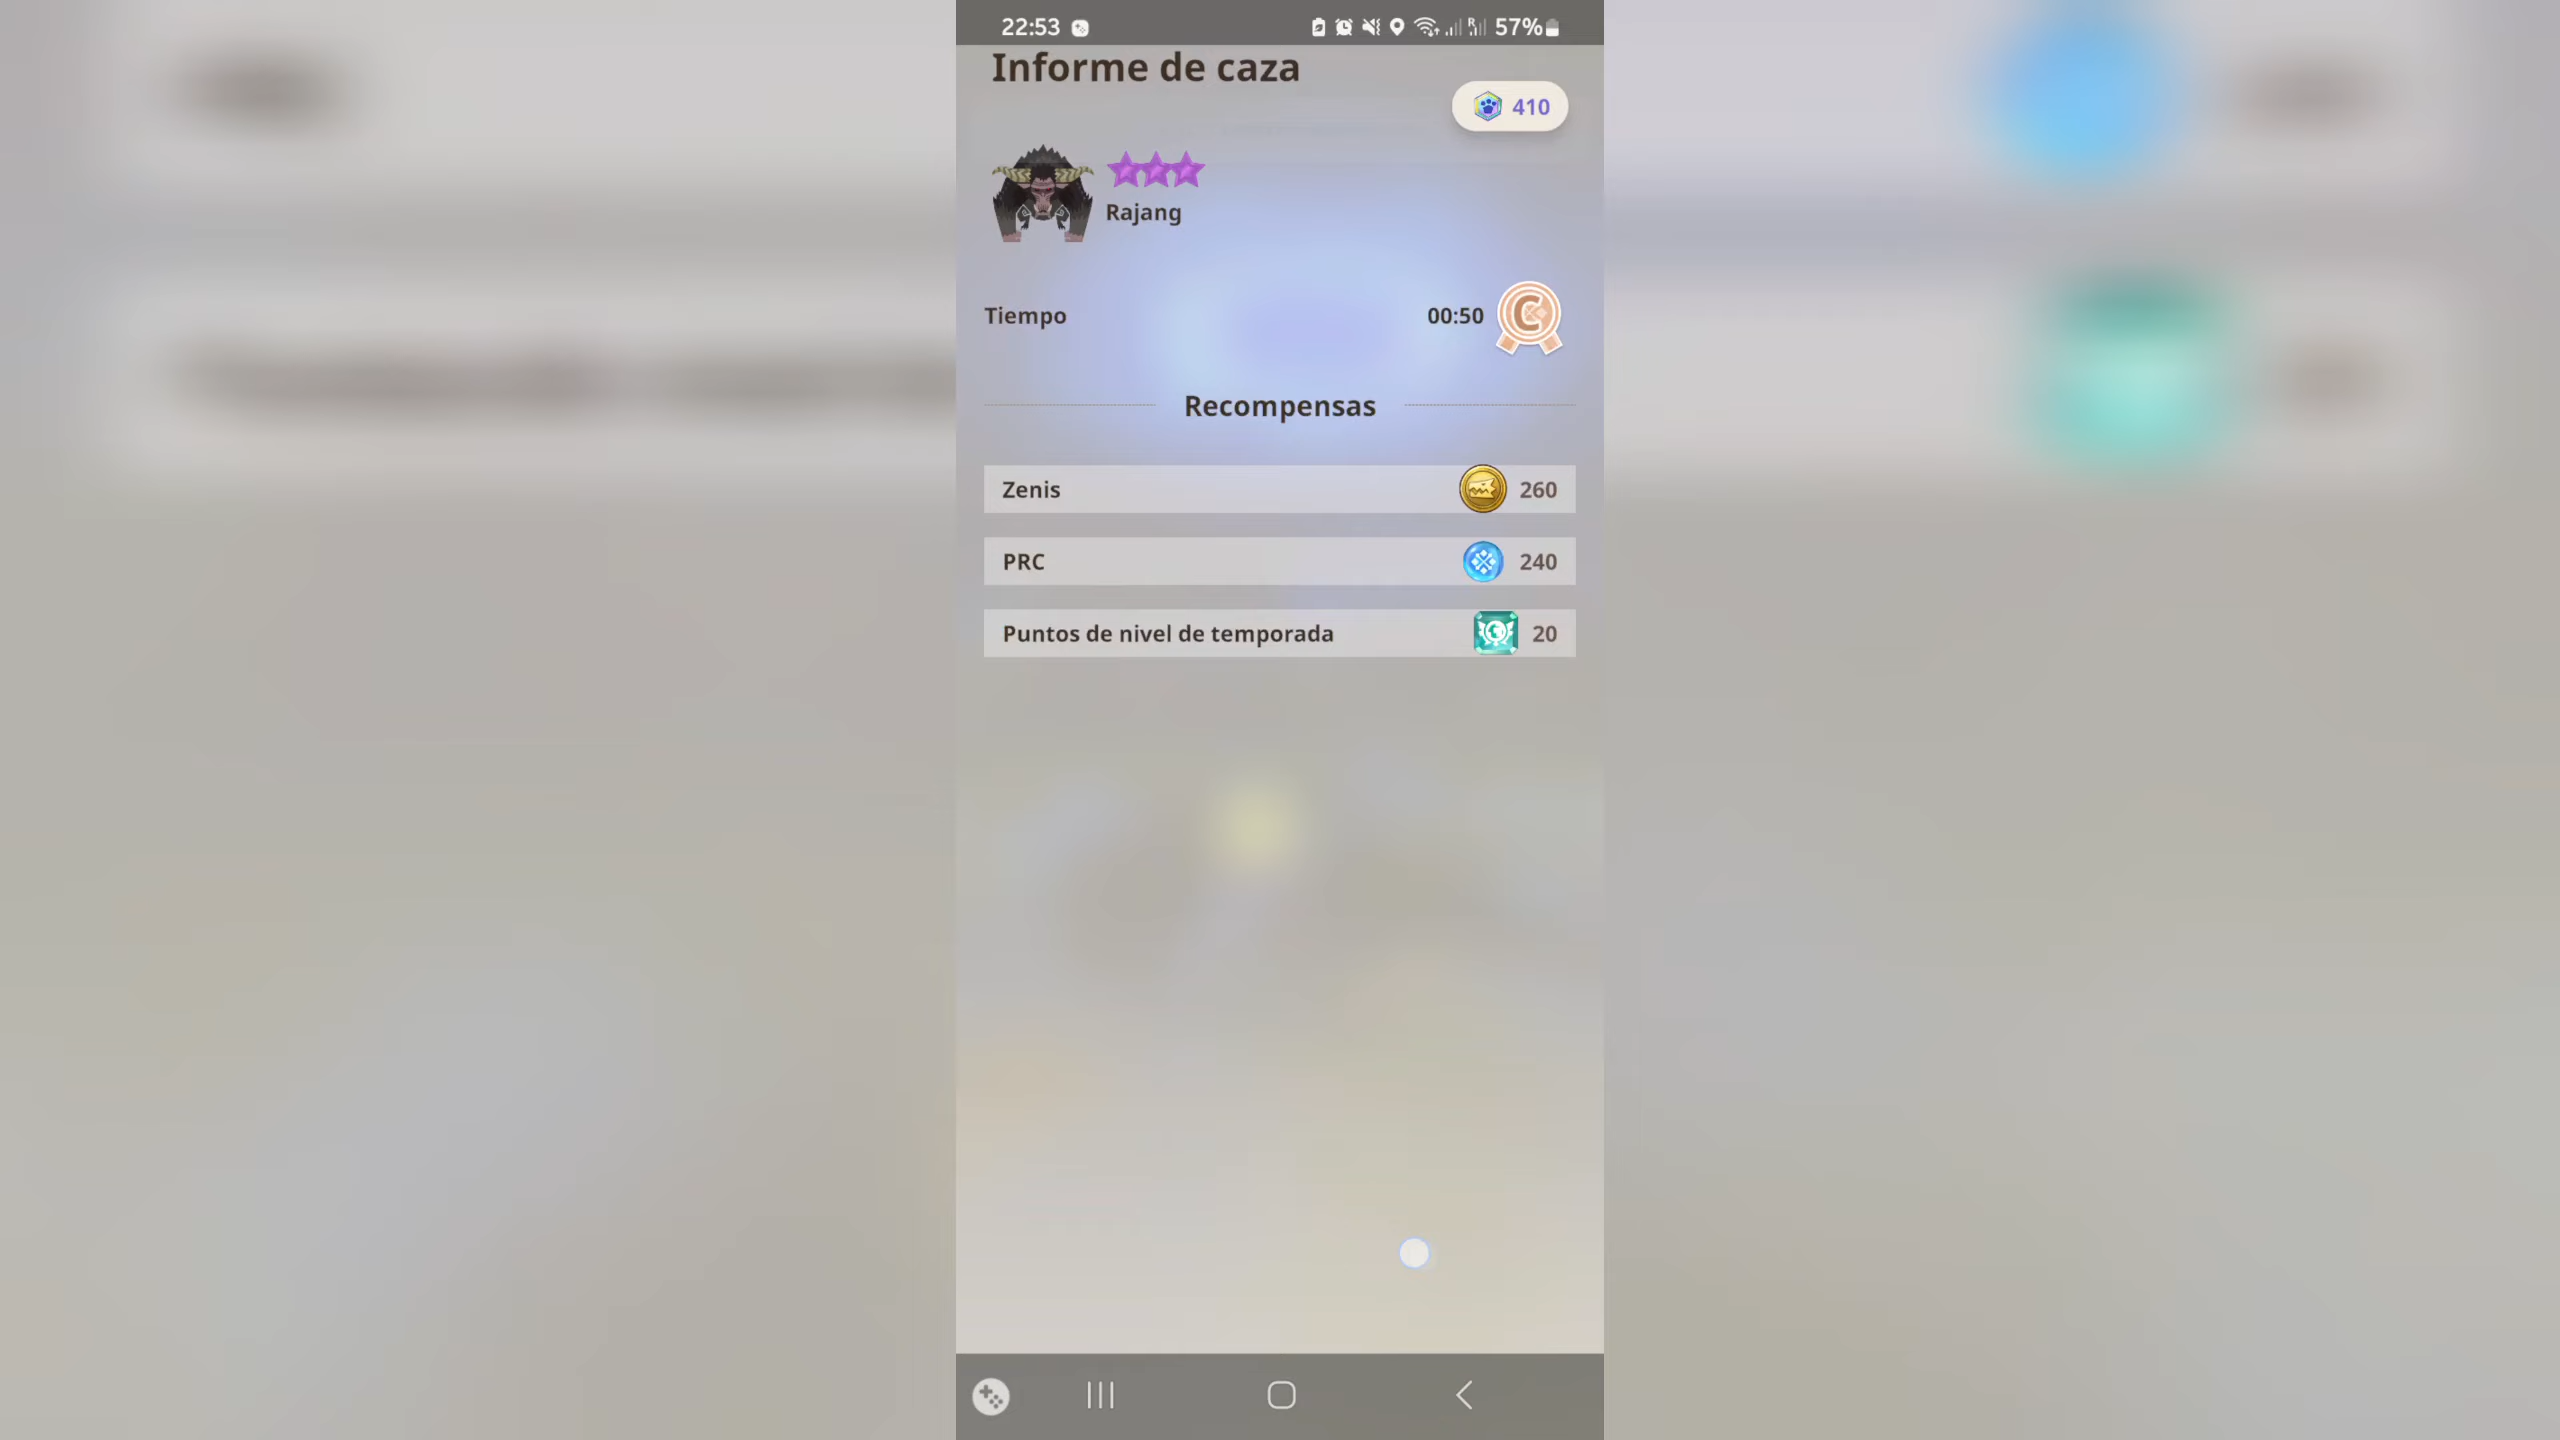 22:53
R 57%
Informe de caza
410
Rajang
Tiempo 00:50 C
Recompensas
Zenis 260
PRC 240
Puntos de nivel de temporada 20